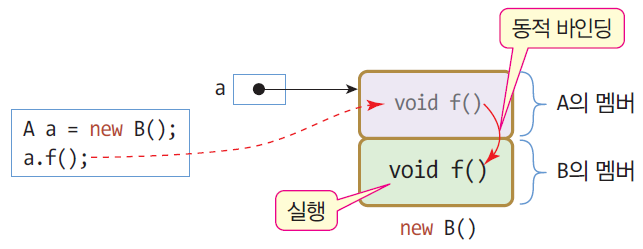 동적 바인딩
a
void f()
A의 멤버
A a = new B();
a.f();
void f()
B의 멤버
실행
new B()